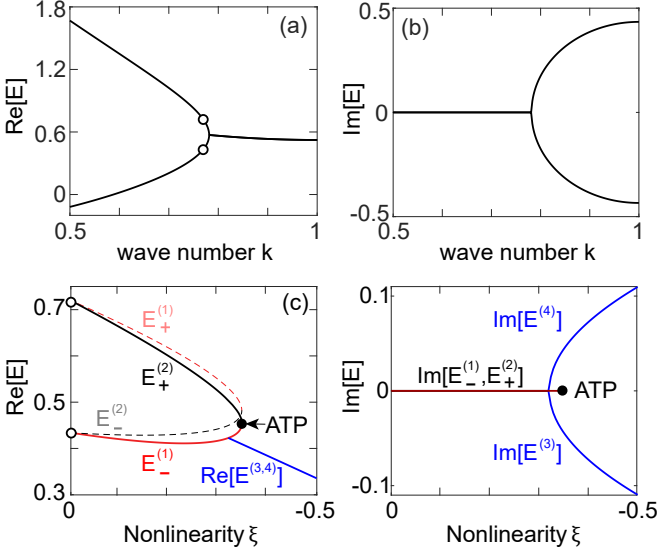 1.8
1.2
0.6
0
Re[E]
(a)
0.5
1
wave number k
0.5
0
-0.5
Im[E]
(b)
0.5
1
wave number k
0.7
0.5
0.3
Re[E]
(c)
E₊⁽¹⁾
E₊⁽²⁾
E₋⁽²⁾
ATP
E₋⁽¹⁾
Re[E⁽³,⁴⁾]
0
-0.5
Nonlinearity ξ
0.1
0
-0.1
Im[E]
Im[E⁽⁴⁾]
Im[E₋⁽¹⁾,E₊⁽²⁾]
ATP
Im[E⁽³⁾]
0
-0.5
Nonlinearity ξ